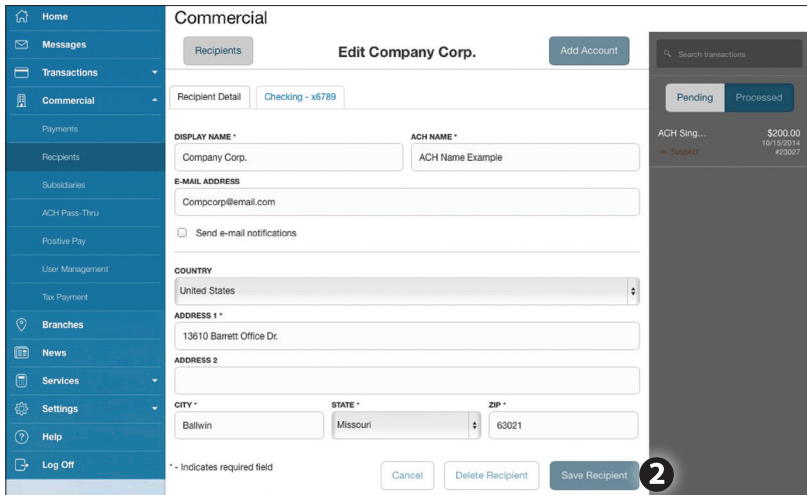 Home
Messages
Transactions
Commercial
Payments
Recipients
Subsidiaries
ACH Pass-Thru
Positive Pay
User Management
Tax Payment
Branches
News
Services
Settings
Help
Log Off
Commercial
Recipients
Edit Company Corp.
Add Account
Recipient Detail
Checking - x6789
DISPLAY NAME *
ACH NAME *
Company Corp.
ACH Name Example
E-MAIL ADDRESS
Compcorp@email.com
Send e-mail notifications
COUNTRY
United States
ADDRESS 1 *
13610 Barrett Office Dr.
ADDRESS 2
CITY *
STATE *
ZIP *
Ballwin
Missouri
63021
* - Indicates required field
Cancel
Delete Recipient
Save Recipient
2
Search transactions
Pending
Processed
ACH Sing... $200.00
10/15/2014
Suspect #23027